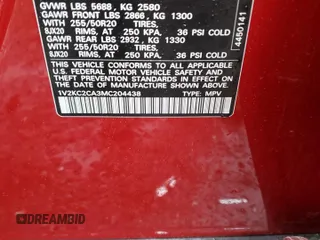 GVWR LBS 5688 , KG 2580
GAWR FRONT LBS 2866, KG 1300
WITH 255/50R20 TIRES,
8JX20 RIMS, AT 250 KPA. 36 PSI COLD
GAWR REAR LBS 2932, KG 1330
WITH 255/50R20 TIRES,
8JX20 RIMS, AT 250 KPA. 36 PSI COLD
THIS VEHICLE CONFORMS TO ALL APPLICABLE
FEDERAL MOTOR VEHICLE SAFETY AND
THEFT PREVENTION STANDARDS IN EFFECT ON THE
DATE OF MANUFACTURE SHOWN ABOVE.
1V2KC2CA3MC204438 TYPE: MPV
4450141
DREAMBID